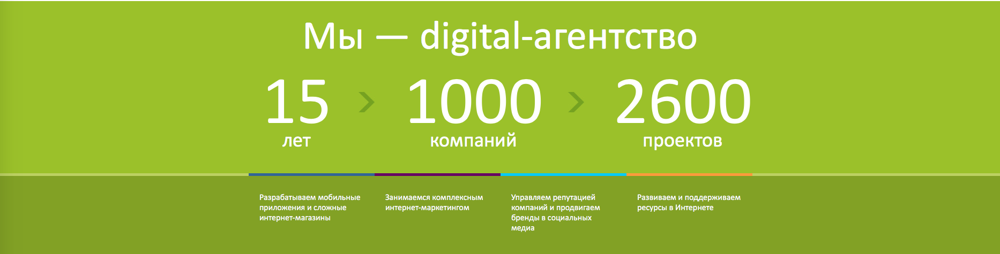 Мы — digital-агентство
15
1000
2600
лет
компаний
проектов
Разрабатываем мобильные
приложения и сложные
интернет-магазины
Занимаемся комплексным
интернет-маркетингом
Управляем репутацией
компаний и продвигаем
бренды в социальных
медиа
Развиваем и поддерживаем
ресурсы в Интернете